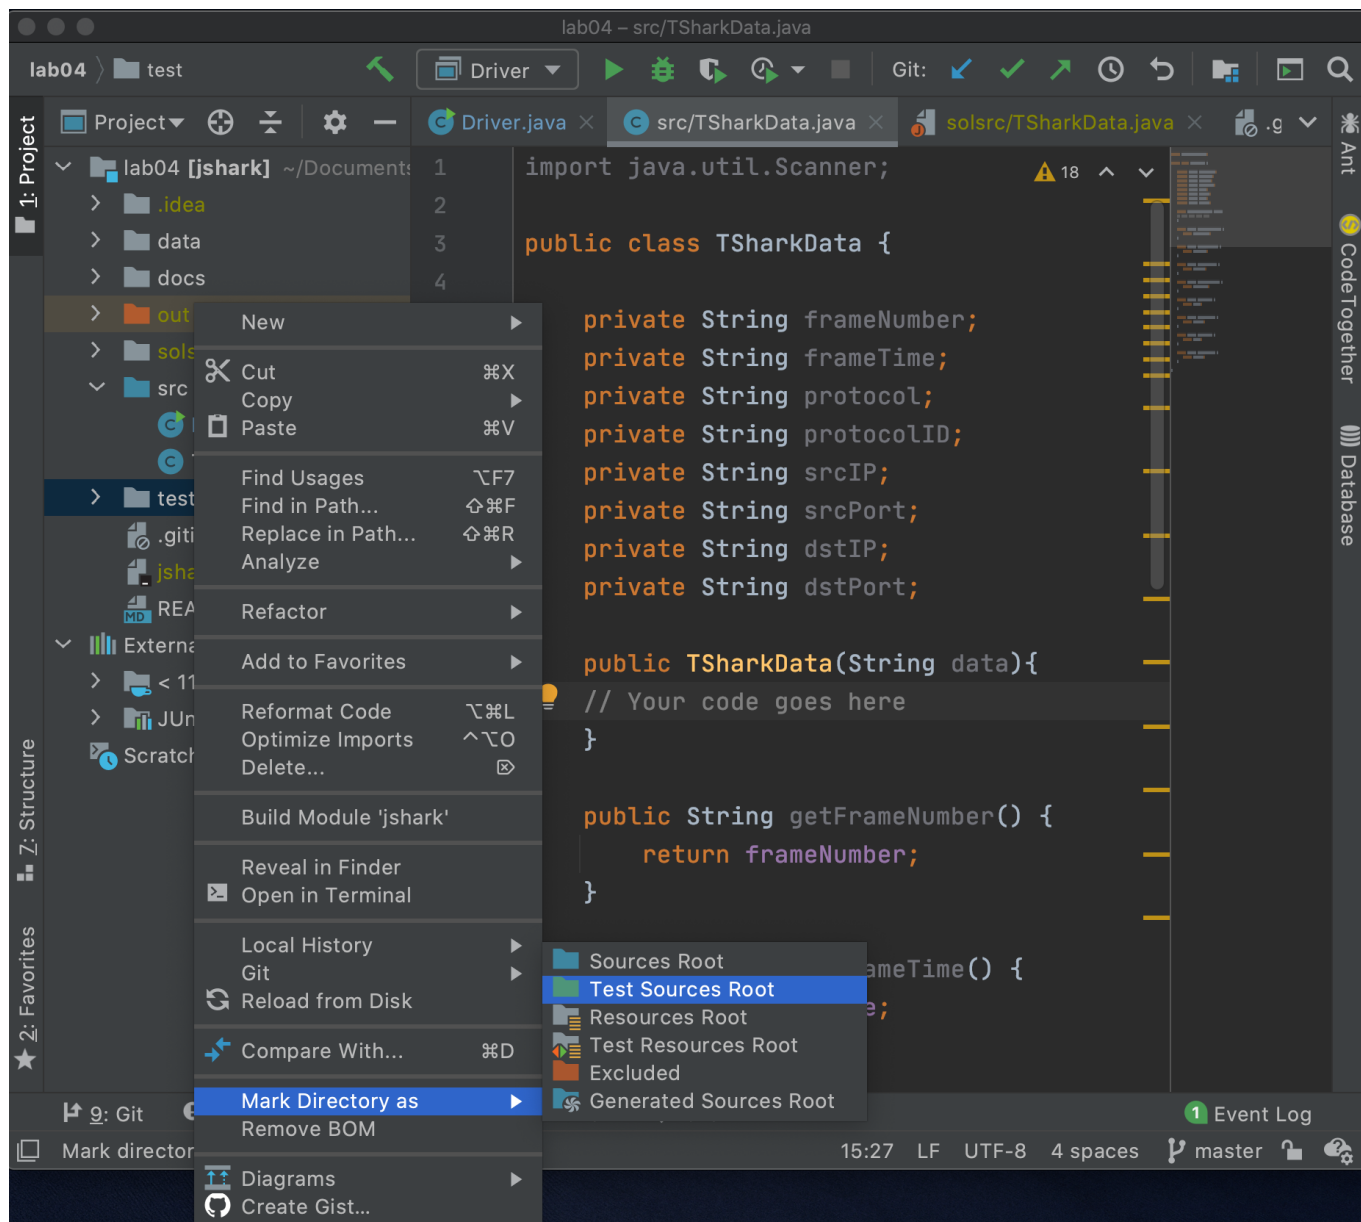 lab04 – src/TSharkData.java
lab04 test Driver Git:
1: Project
Project Driver.java src/TSharkData.java solsrc/TSharkData.java .g
lab04 [jshark] ~/Documents
.idea
data
docs
out
sols
src
test
.giti
jsha
REA
MD
Externa
< 11
JUn
Scratch
7: Structure
2: Favorites
1 import java.util.Scanner;
2
3 public class TSharkData {
4
18
private String frameNumber;
private String frameTime;
private String protocol;
private String protocolID;
private String srcIP;
private String srcPort;
private String dstIP;
private String dstPort;
public TSharkData(String data){
// Your code goes here
}
public String getFrameNumber() {
return frameNumber;
}
ameTime() {
e;
New
Cut ⌘X
Copy
Paste ⌘V
Find Usages ⌥F7
Find in Path... ⇧⌘F
Replace in Path... ⇧⌘R
Analyze
Refactor
Add to Favorites
Reformat Code ⌥⌘L
Optimize Imports ^⌥O
Delete... ⌦
Build Module 'jshark'
Reveal in Finder
Open in Terminal
Local History
Git
Reload from Disk
Compare With... ⌘D
Mark Directory as
Remove BOM
Diagrams
Create Gist...
Sources Root
Test Sources Root
Resources Root
Test Resources Root
Excluded
Generated Sources Root
Ant
CodeTogether
Database
9: Git
1 Event Log
Mark director
15:27 LF UTF-8 4 spaces master